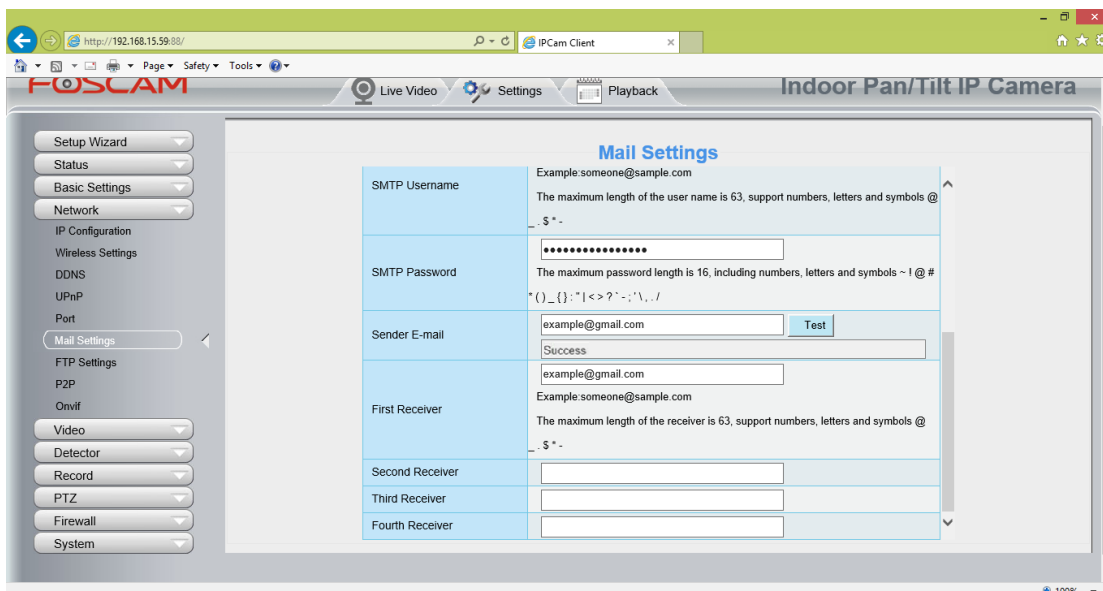 http://192.168.15.59:88/
IPCam Client
Page Safety Tools
FOSCAM
Live Video
Settings
Playback
Indoor Pan/Tilt IP Camera
Setup Wizard
Status
Basic Settings
Network
IP Configuration
Wireless Settings
DDNS
UPnP
Port
Mail Settings
FTP Settings
P2P
Onvif
Video
Detector
Record
PTZ
Firewall
System
Mail Settings
SMTP Username
Example:someone@sample.com
The maximum length of the user name is 63, support numbers, letters and symbols @
_ . $ * -
SMTP Password
••••••••••••••••
The maximum password length is 16, including numbers, letters and symbols ~ ! @ #
* ( ) _ { } : " | < > ? ` - ; ' \ , . /
Sender E-mail
example@gmail.com
Test
Success
First Receiver
example@gmail.com
Example:someone@sample.com
The maximum length of the receiver is 63, support numbers, letters and symbols @
_ . $ * -
Second Receiver
Third Receiver
Fourth Receiver
100%